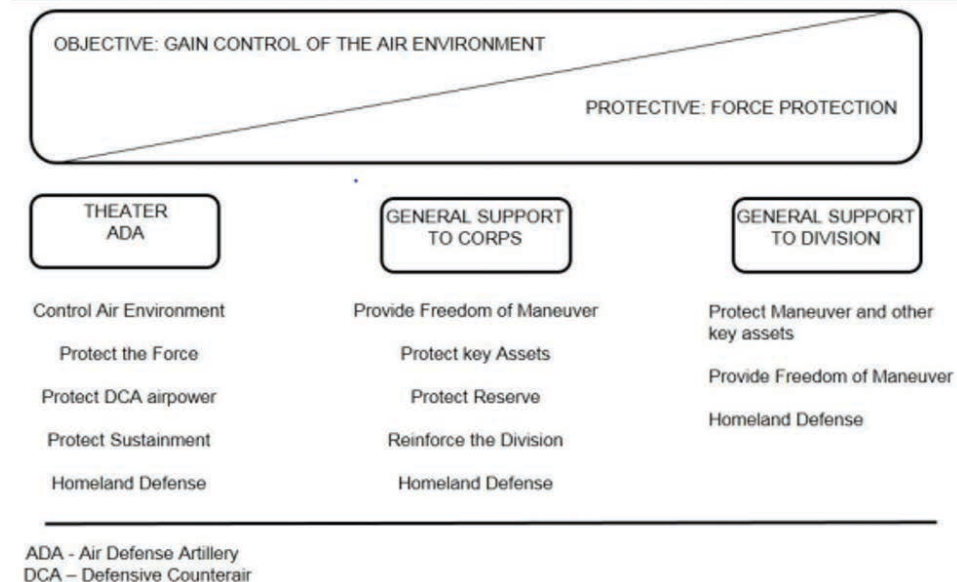 OBJECTIVE: GAIN CONTROL OF THE AIR ENVIRONMENT
PROTECTIVE: FORCE PROTECTION
THEATER
ADA
Control Air Environment
Protect the Force
Protect DCA airpower
Protect Sustainment
Homeland Defense
GENERAL SUPPORT
TO CORPS
Provide Freedom of Maneuver
Protect key Assets
Protect Reserve
Reinforce the Division
Homeland Defense
GENERAL SUPPORT
TO DIVISION
Protect Maneuver and other
key assets
Provide Freedom of Maneuver
Homeland Defense
ADA - Air Defense Artillery
DCA – Defensive Counterair